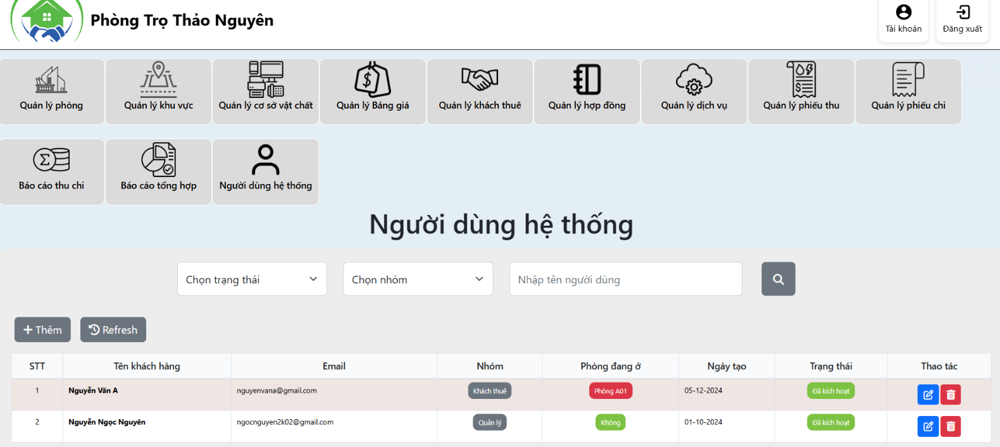 Phòng Trọ Thảo Nguyên
Tài khoản
Đăng xuất
Quản lý phòng
Quản lý khu vực
Quản lý cơ sở vật chất
Quản lý Bảng giá
Quản lý khách thuê
Quản lý hợp đồng
Quản lý dịch vụ
Quản lý phiếu thu
Quản lý phiếu chi
Báo cáo thu chi
Báo cáo tổng hợp
Người dùng hệ thống
Người dùng hệ thống
Chọn trạng thái
Chọn nhóm
Nhập tên người dùng
Thêm
Refresh
STT Tên khách hàng Email Nhóm Phòng đang ở Ngày tạo Trạng thái Thao tác
1 Nguyễn Văn A nguyenvana@gmail.com Khách thuê Phòng A01 05-12-2024 Đã kích hoạt
2 Nguyễn Ngọc Nguyên ngocnguyen2k02@gmail.com Quản lý Không 01-10-2024 Đã kích hoạt